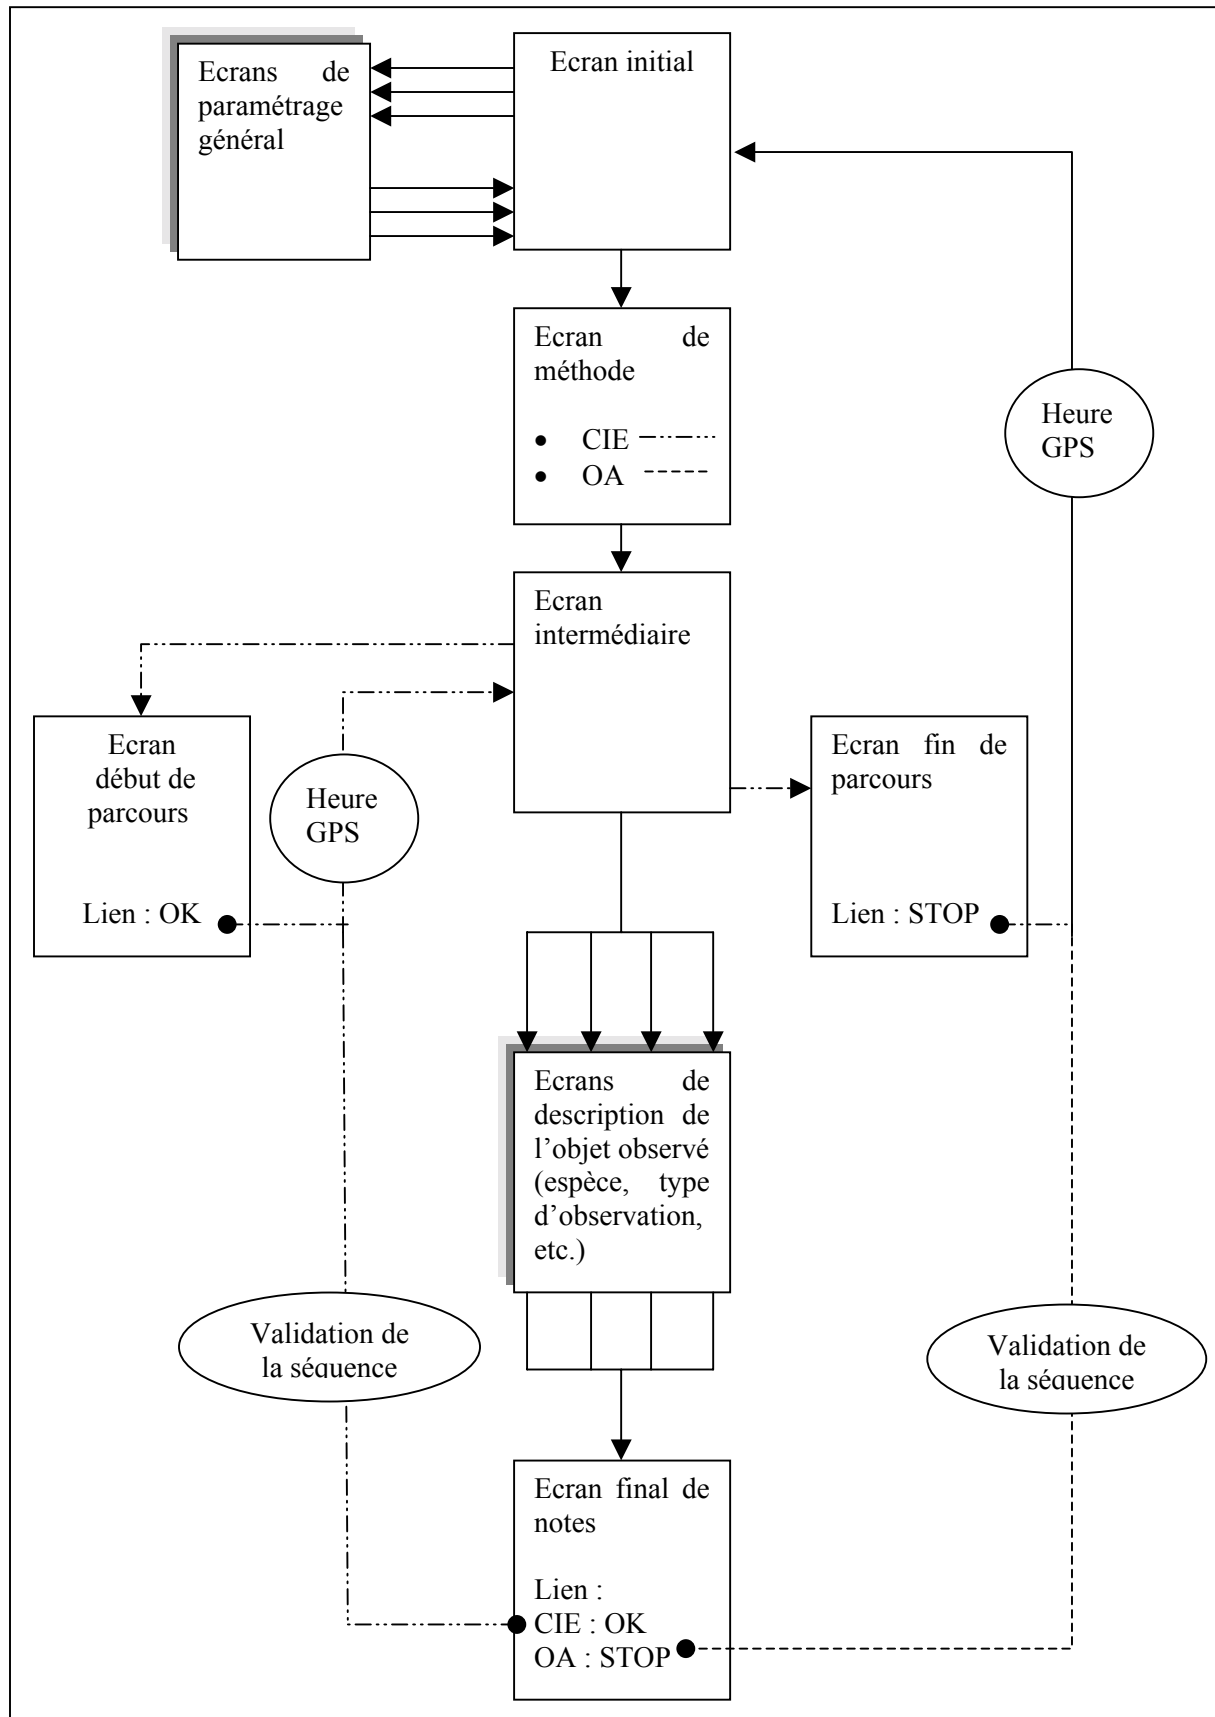 Ecrans de
paramétrage
général
Ecran initial
Ecran de
méthode
• CIE
• OA
Heure
GPS
Ecran
intermédiaire
Ecran
début de
parcours
Lien : OK
Heure
GPS
Ecran fin de
parcours
Lien : STOP
Ecrans de
description de
l’objet observé
(espèce, type
d’observation,
etc.)
Validation de
la séquence
Validation de
la séquence
Ecran final de
notes
Lien :
CIE : OK
OA : STOP